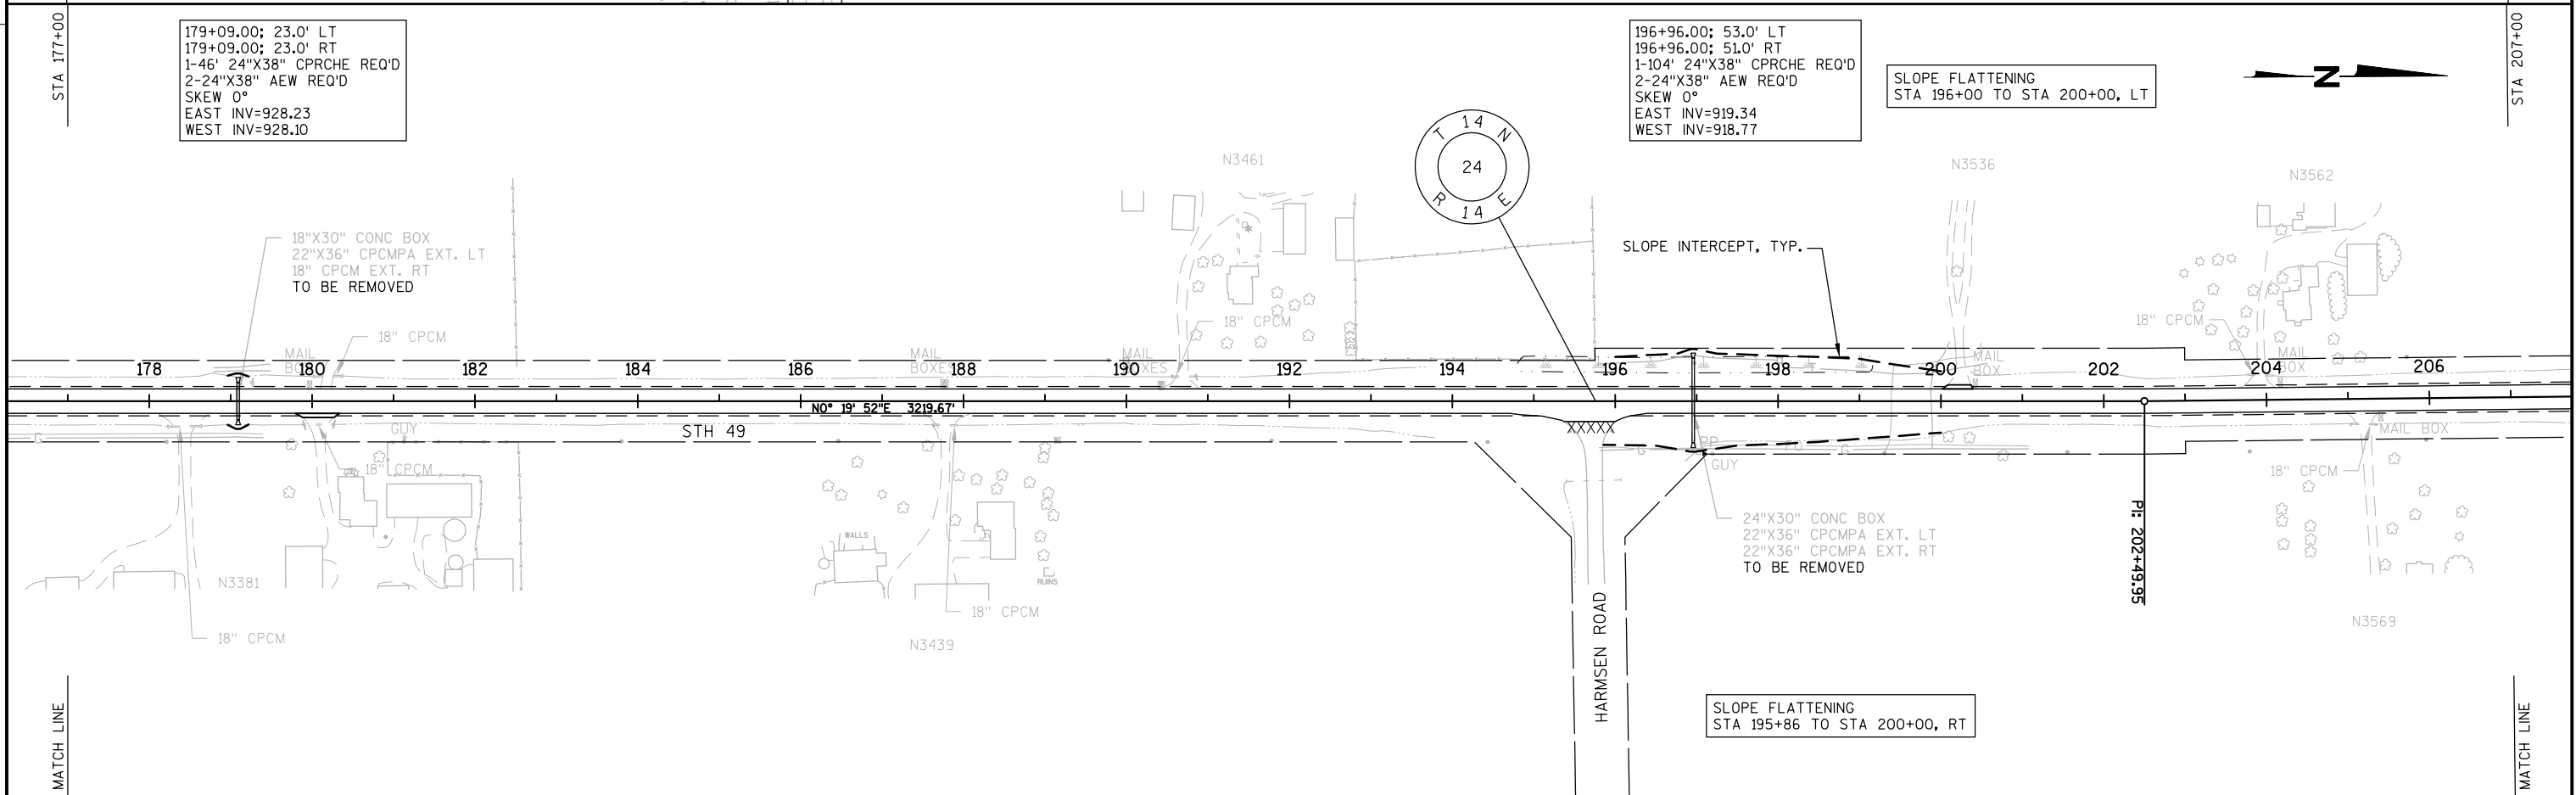 STA 177+00
179+09.00; 23.0' LT
179+09.00; 23.0' RT
1-46' 24"X38" CPRCHE REQ'D
2-24"X38" AEW REQ'D
SKEW 0°
EAST INV=928.23
WEST INV=928.10
196+96.00; 53.0' LT
196+96.00; 51.0' RT
1-104' 24"X38" CPRCHE REQ'D
2-24"X38" AEW REQ'D
SKEW 0°
EAST INV=919.34
WEST INV=918.77
SLOPE FLATTENING
STA 196+00 TO STA 200+00, LT
N
STA 207+00
T 14 N
24
R 14 E
N3461
N3536
N3562
18"X30" CONC BOX
22"X36" CPCMPA EXT. LT
18" CPCM EXT. RT
TO BE REMOVED
SLOPE INTERCEPT, TYP.
18" CPCM
18" CPCM
18" CPCM
MAIL
BOX
MAIL
BOXES
MAIL
BOXES
MAIL
BOX
MAIL
BOX
178
180
182
184
186
188
190
192
194
196
198
200
202
204
206
N0° 19' 52"E 3219.67'
STH 49
XXXXX
G
GUY
18" CPCM
G
PP
FO
G
GUY
MAIL BOX
18" CPCM
24"X30" CONC BOX
22"X36" CPCMPA EXT. LT
22"X36" CPCMPA EXT. RT
TO BE REMOVED
PI: 202+49.95
WALLS
RUINS
N3381
18" CPCM
18" CPCM
N3439
N3569
HARMSEN ROAD
SLOPE FLATTENING
STA 195+86 TO STA 200+00, RT
MATCH LINE
MATCH LINE